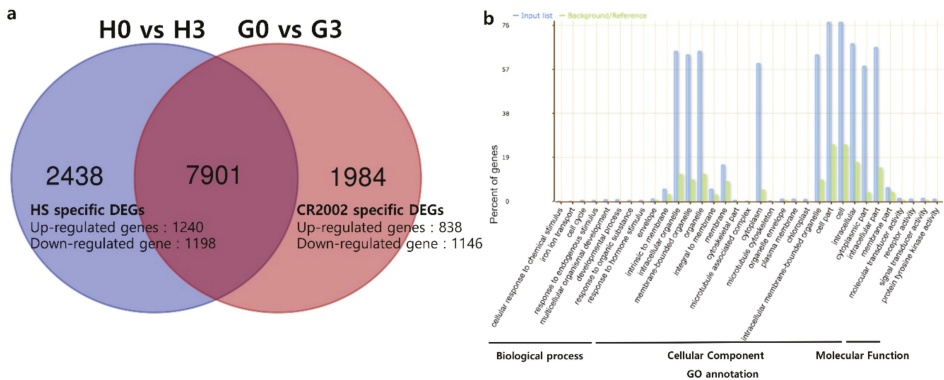 a
H0 vs H3
G0 vs G3
2438
7901
1984
HS specific DEGs
Up-regulated genes : 1240
Down-regulated gene : 1198
CR2002 specific DEGs
Up-regulated genes : 838
Down-regulated gene : 1146
b
Input list
Background/Reference
Percent of genes
76
57
38
19
0
cellular response to chemical stimulus
iron ion transport
cell cycle
response to endogenous stimulus
multicellular organismal development
developmental process
response to organic substance
response to hormone stimulus
envelope
intrinsic to membrane
intracellular organelle
organelle
membrane-bounded organelle
integral to membrane
membrane
cytoskeletal part
microtubule associated complex
cytoplasm
microtubule cytoskeleton
organelle envelope
plasma membrane
chloroplast
intracellular membrane-bounded organelle
cell part
cell
intracellular
cytoplasmic part
intracellular part
membrane part
molecular transducer activity
receptor activity
signal transducer activity
protein tyrosine kinase activity
Biological process
Cellular Component
Molecular Function
GO annotation